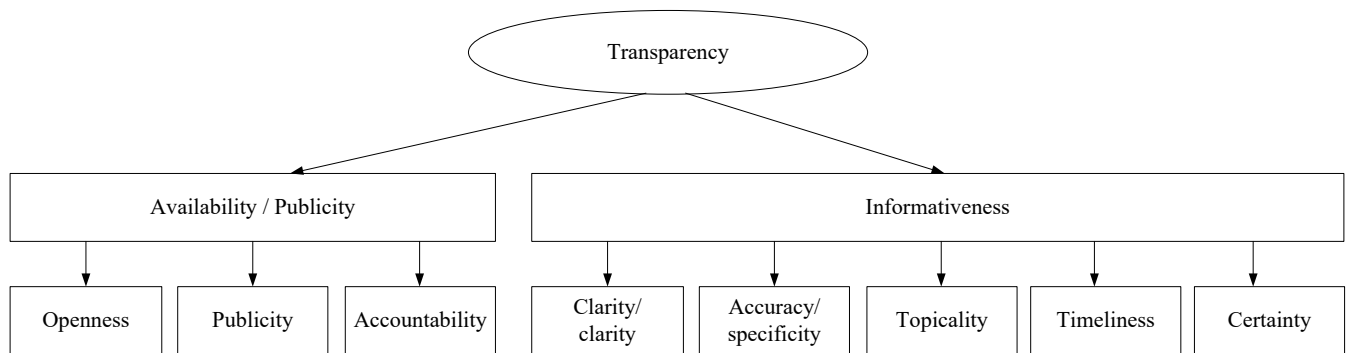 Transparency
Availability / Publicity
Informativeness
Openness
Publicity
Accountability
Clarity/
clarity
Accuracy/
specificity
Topicality
Timeliness
Certainty